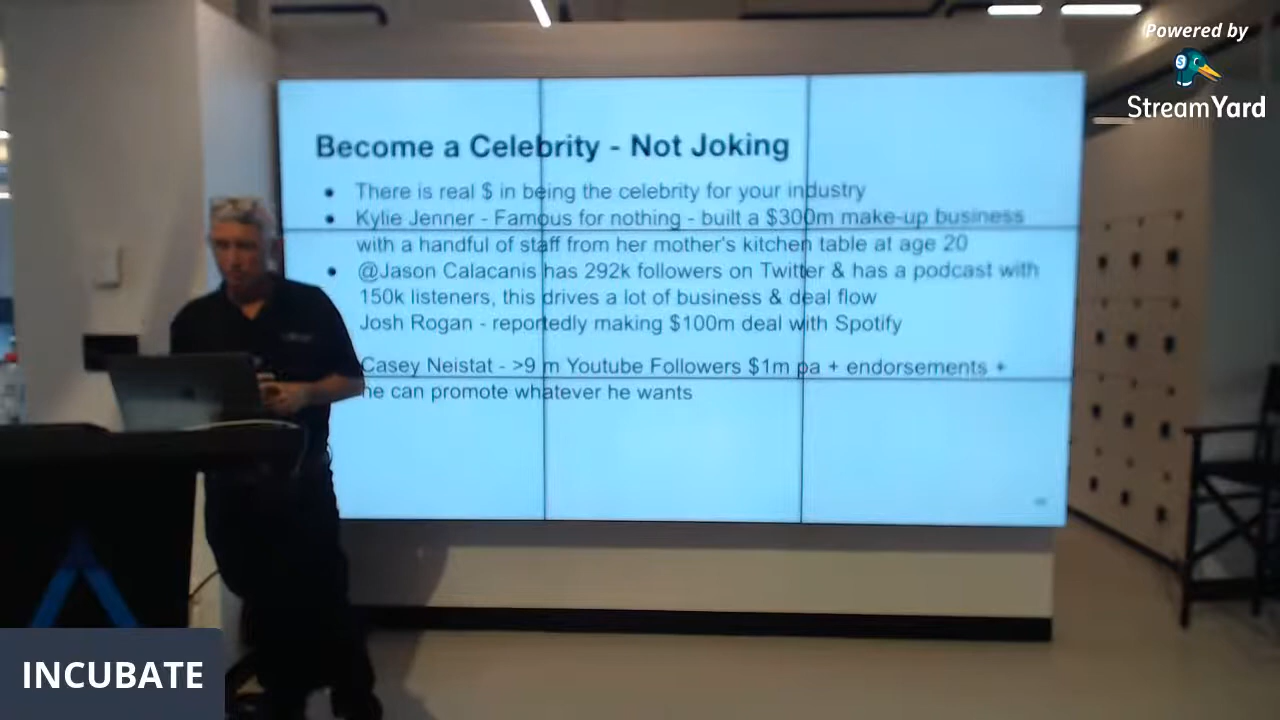 Powered by
StreamYard
Become a Celebrity - Not Joking
There is real $ in being the celebrity for your industry
Kylie Jenner - Famous for nothing - built a $300m make-up business
with a handful of staff from her mother's kitchen table at age 20
@Jason Calacanis has 292k followers on Twitter & has a podcast with
150k listeners, this drives a lot of business & deal flow
Josh Rogan - reportedly making $100m deal with Spotify
Casey Neistat - >9 m Youtube Followers $1m pa + endorsements +
he can promote whatever he wants
INCUBATE